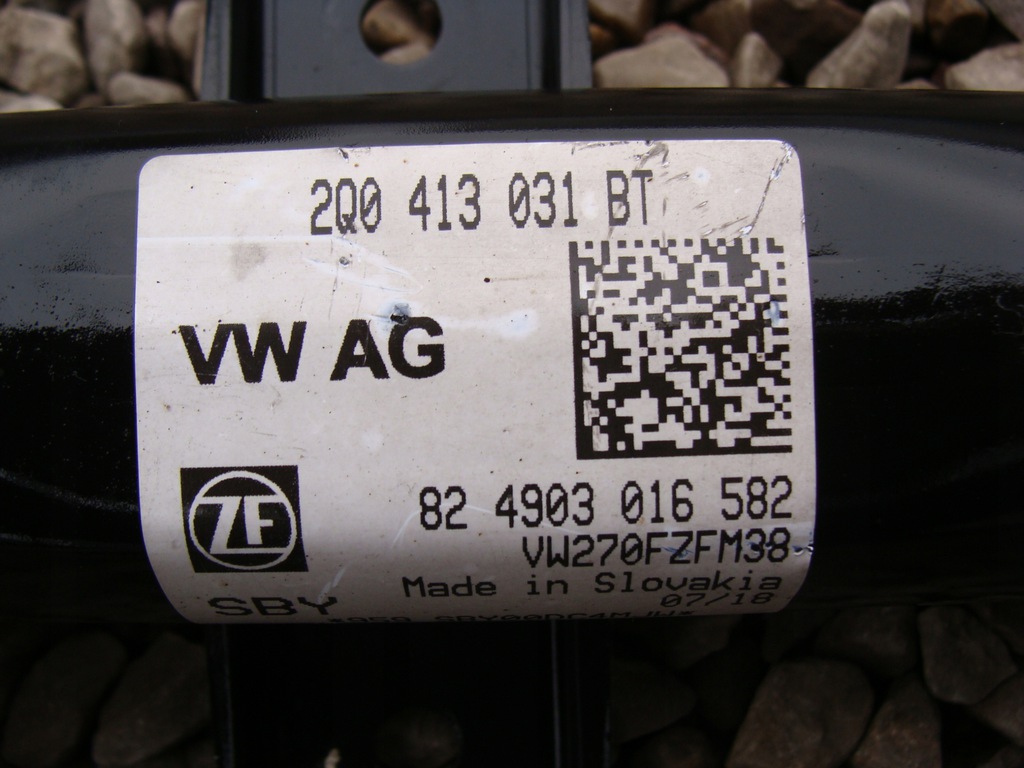 2Q0 413 031 BT
VW AG
ZF
82 4903 016 582
VW270FZFM38
Made in Slovakia
SBY
07/18